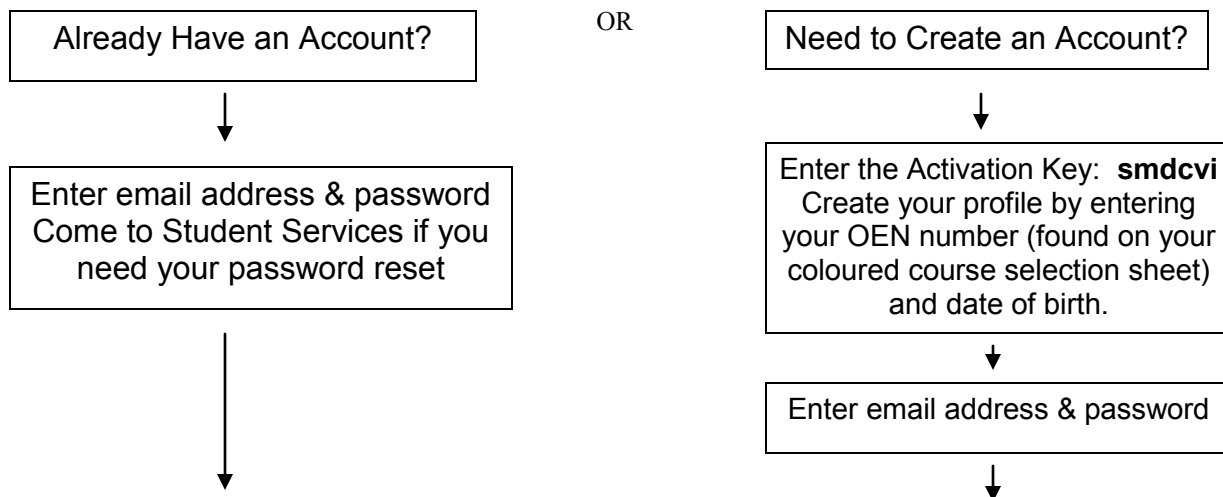 Already Have an Account?
OR
Need to Create an Account?
Enter email address & password
Come to Student Services if you
need your password reset
Enter the Activation Key: smdcvi
Create your profile by entering
your OEN number (found on your
coloured course selection sheet)
and date of birth.
Enter email address & password